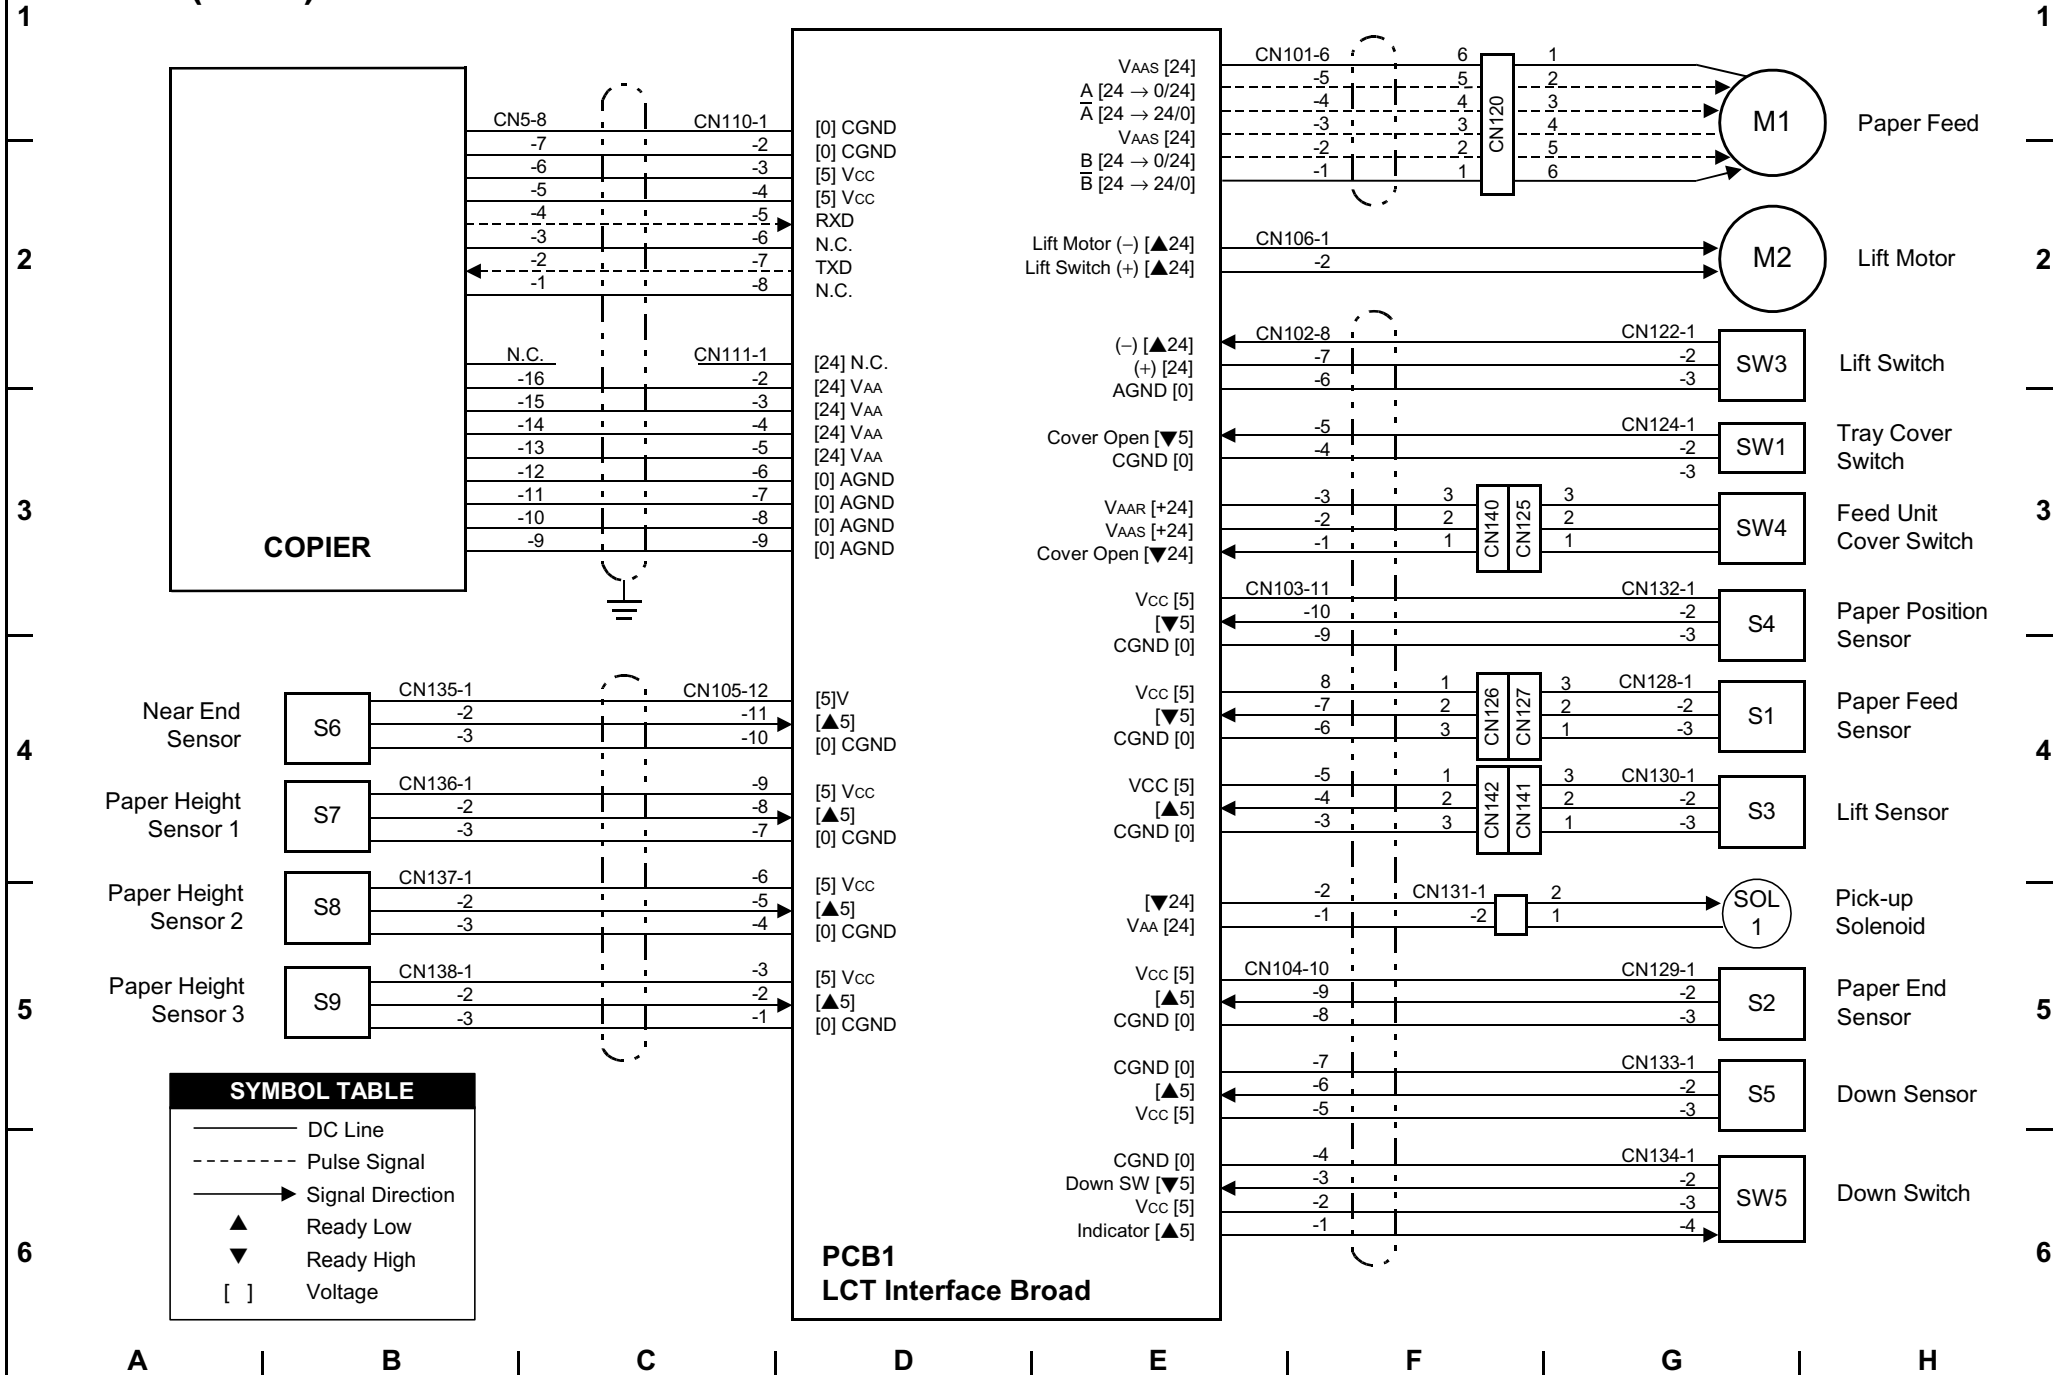 1 1
COPIER
CN5-8 CN110-1 [0] CGND
-7 -2 [0] CGND
-6 -3 [5] Vcc
-5 -4 [5] Vcc
-4 -5 RXD
-3 -6 N.C.
-2 -7 TXD
-1 -8 N.C.
N.C. CN111-1 [24] N.C.
-16 -2 [24] VAA
-15 -3 [24] VAA
-14 -4 [24] VAA
-13 -5 [24] VAA
-12 -6 [0] AGND
-11 -7 [0] AGND
-10 -8 [0] AGND
-9 -9 [0] AGND
Near End
Sensor
S6
CN135-1 CN105-12 [5]V
-2 -11 [▲5]
-3 -10 [0] CGND
Paper Height
Sensor 1
S7
CN136-1 -9 [5] Vcc
-2 -8 [▲5]
-3 -7 [0] CGND
Paper Height
Sensor 2
S8
CN137-1 -6 [5] Vcc
-2 -5 [▲5]
-3 -4 [0] CGND
Paper Height
Sensor 3
S9
CN138-1 -3 [5] Vcc
-2 -2 [▲5]
-3 -1 [0] CGND
SYMBOL TABLE
DC Line
Pulse Signal
Signal Direction
▲ Ready Low
▼ Ready High
[ ] Voltage
PCB1
LCT Interface Broad
VAAS [24] CN101-6 6 1
A [24 → 0/24] -5 5 2
A̅ [24 → 24/0] -4 4 3
VAAS [24] -3 3 4
B [24 → 0/24] -2 2 5
B̅ [24 → 24/0] -1 1 6
CN120
M1 Paper Feed
Lift Motor (−) [▲24] CN106-1
Lift Switch (+) [▲24] -2
M2 Lift Motor
2 2
(−) [▲24] CN102-8 CN122-1
(+) [24] -7 -2
AGND [0] -6 -3
SW3 Lift Switch
Cover Open [▼5] -5 CN124-1
CGND [0] -4 -2
-3
SW1 Tray Cover
Switch
3 3
VAAR [+24] -3 3 3
VAAS [+24] -2 2 2
Cover Open [▼24] -1 1 1
CN140 CN125
SW4 Feed Unit
Cover Switch
Vcc [5] CN103-11 CN132-1
[▼5] -10 -2
CGND [0] -9 -3
S4 Paper Position
Sensor
Vcc [5] 8 1 3 CN128-1
[▼5] -7 2 2 -2
CGND [0] -6 3 1 -3
CN126 CN127
S1 Paper Feed
Sensor
4 4
VCC [5] -5 1 3 CN130-1
[▲5] -4 2 2 -2
CGND [0] -3 3 1 -3
CN142 CN141
S3 Lift Sensor
[▼24] -2 CN131-1 2
VAA [24] -1 -2 1
SOL
1
Pick-up
Solenoid
Vcc [5] CN104-10 CN129-1
[▲5] -9 -2
CGND [0] -8 -3
S2 Paper End
Sensor
5 5
CGND [0] -7 CN133-1
[▲5] -6 -2
Vcc [5] -5 -3
S5 Down Sensor
CGND [0] -4 CN134-1
Down SW [▼5] -3 -2
Vcc [5] -2 -3
Indicator [▲5] -1 -4
SW5 Down Switch
6 6
A B C D E F G H